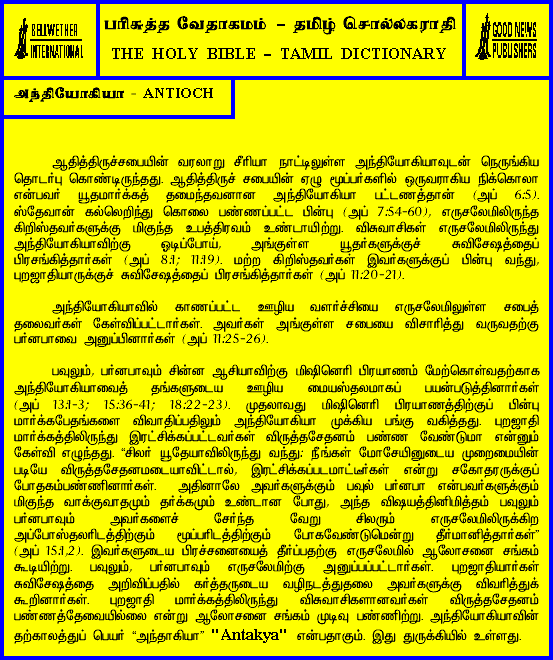 BELLWETHER
INTERNATIONAL
பரிசுத்த வேதாகமம் – தமிழ் சொல்லகராதி
THE HOLY BIBLE – TAMIL DICTIONARY
GOOD NEWS
PUBLISHERS
அந்தியோகியா - ANTIOCH
ஆதித்திருச்சபையின் வரலாறு சீரியா நாட்டிலுள்ள அந்தியோகியாவுடன் நெருங்கிய
தொடர்பு கொண்டிருந்தது. ஆதித்திருச் சபையின் ஏழு மூப்பர்களில் ஒருவராகிய நிக்கொலா
என்பவர் யூதமார்க்கத் தமைந்தவனான அந்தியோகியா பட்டணத்தான் (அப் 6:5).
ஸ்தேவான் கல்லெறிந்து கொலை பண்ணப்பட்ட பின்பு (அப் 7:54-60), எருசலேமிலிருந்த
கிறிஸ்தவர்களுக்கு மிகுந்த உபத்திரவம் உண்டாயிற்று. விசுவாசிகள் எருசலேமிலிருந்து
அந்தியோகியாவிற்கு ஓடிப்போய், அங்குள்ள யூதர்களுக்குச் சுவிசேஷத்தைப்
பிரசங்கித்தார்கள் (அப் 8:1; 11:19). மற்ற கிறிஸ்தவர்கள் இவர்களுக்குப் பின்பு வந்து,
புறஜாதியாருக்குச் சுவிசேஷத்தைப் பிரசங்கித்தார்கள் (அப் 11:20-21).
அந்தியோகியாவில் காணப்பட்ட ஊழிய வளர்ச்சியை எருசலேமிலுள்ள சபைத்
தலைவர்கள் கேள்விப்பட்டார்கள். அவர்கள் அங்குள்ள சபையை விசாரித்து வருவதற்கு
பர்னபாவை அனுப்பினார்கள் (அப் 11:25-26).
பவுலும், பர்னபாவும் சின்ன ஆசியாவிற்கு மிஷினெரி பிரயாணம் மேற்கொள்வதற்காக
அந்தியோகியாவைத் தங்களுடைய ஊழிய மையஸ்தலமாகப் பயன்படுத்தினார்கள்
(அப் 13:1-3; 15:36-41; 18:22-23). முதலாவது மிஷினெரி பிரயாணத்திற்குப் பின்பு
மார்க்கபேதங்களை விவாதிப்பதிலும் அந்தியோகியா முக்கிய பங்கு வகித்தது. புறஜாதி
மார்க்கத்திலிருந்து இரட்சிக்கப்பட்டவர்கள் விருத்தசேதனம் பண்ண வேண்டுமா என்னும்
கேள்வி எழுந்தது. “சிலர் யூதேயாவிலிருந்து வந்து: நீங்கள் மோசேயினுடைய முறைமையின்
படியே விருத்தசேதனமடையாவிட்டால், இரட்சிக்கப்படமாட்டீர்கள் என்று சகோதரருக்குப்
போதகம்பண்ணினார்கள். அதினாலே அவர்களுக்கும் பவுல் பர்னபா என்பவர்களுக்கும்
மிகுந்த வாக்குவாதமும் தர்க்கமும் உண்டான போது, அந்த விஷயத்தினிமித்தம் பவுலும்
பர்னபாவும் அவர்களைச் சேர்ந்த வேறு சிலரும் எருசலேமிலிருக்கிற
அப்போஸ்தலரிடத்திற்கும் மூப்பரிடத்திற்கும் போகவேண்டுமென்று தீர்மானித்தார்கள்”
(அப் 15:1,2). இவர்களுடைய பிரச்சனையைத் தீர்ப்பதற்கு எருசலேமில் ஆலோசனை சங்கம்
கூடியிற்று. பவுலும், பர்னபாவும் எருசலேமிற்கு அனுப்பப்பட்டார்கள். புறஜாதியார்கள்
சுவிசேஷத்தை அறிவிப்பதில் கர்த்தருடைய வழிநடத்துதலை அவர்களுக்கு விவரித்துக்
கூறினார்கள். புறஜாதி மார்க்கத்திலிருந்து விசுவாசிகளானவர்கள் விருத்தசேதனம்
பண்ணத்தேவையில்லை என்று ஆலோசனை சங்கம் முடிவு பண்ணிற்று. அந்தியோகியாவின்
தற்காலத்துப் பெயர் “அந்தாகியா” "Antakya" என்பதாகும். இது துருக்கியில் உள்ளது.